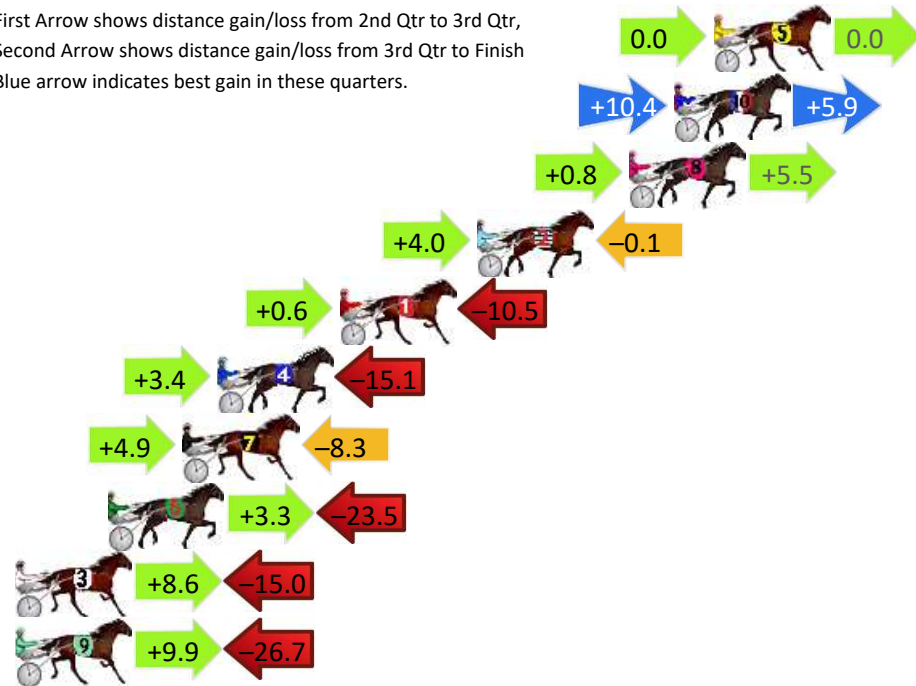 First Arrow shows distance gain/loss from 2nd Qtr to 3rd Qtr,
Second Arrow shows distance gain/loss from 3rd Qtr to Finish
Blue arrow indicates best gain in these quarters.
0.0 5 0.0
+10.4 10 +5.9
+0.8 8 +5.5
+4.0 2 −0.1
+0.6 1 −10.5
+3.4 4 −15.1
+4.9 7 −8.3
6 +3.3 −23.5
3 +8.6 −15.0
9 +9.9 −26.7